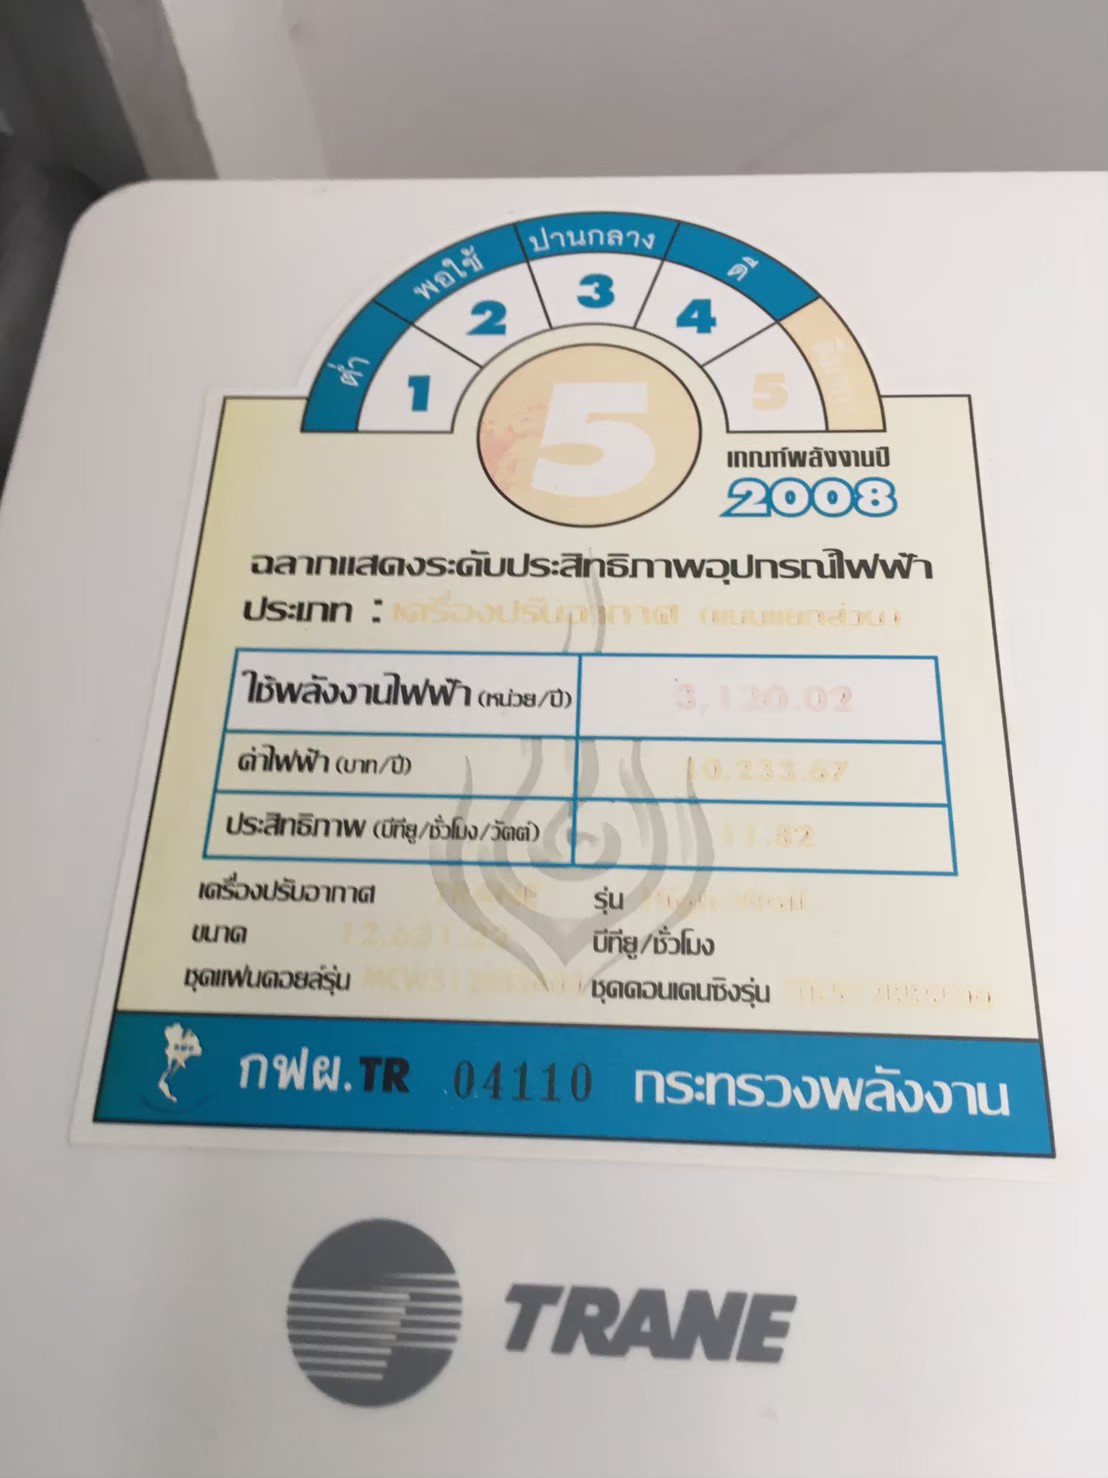 ต่ำ พอใช้ ปานกลาง ดี
1 2 3 4 5
5
เกณฑ์พลังงานปี
2008
ฉลากแสดงระดับประสิทธิภาพอุปกรณ์ไฟฟ้า
ประเภท : เครื่องปรับอากาศ (แบบแยกส่วน)
ใช้พลังงานไฟฟ้า (หน่วย/ปี) 3,120.02
ค่าไฟฟ้า (บาท/ปี) 10,233.67
ประสิทธิภาพ (บีทียู/ชั่วโมง/วัตต์) 11.82
เครื่องปรับอากาศ TRANE รุ่น
ขนาด บีทียู/ชั่วโมง
ชุดแฟนคอยล์รุ่น ชุดคอนเดนซิ่งรุ่น
กฟผ. TR 04110 กระทรวงพลังงาน
TRANE